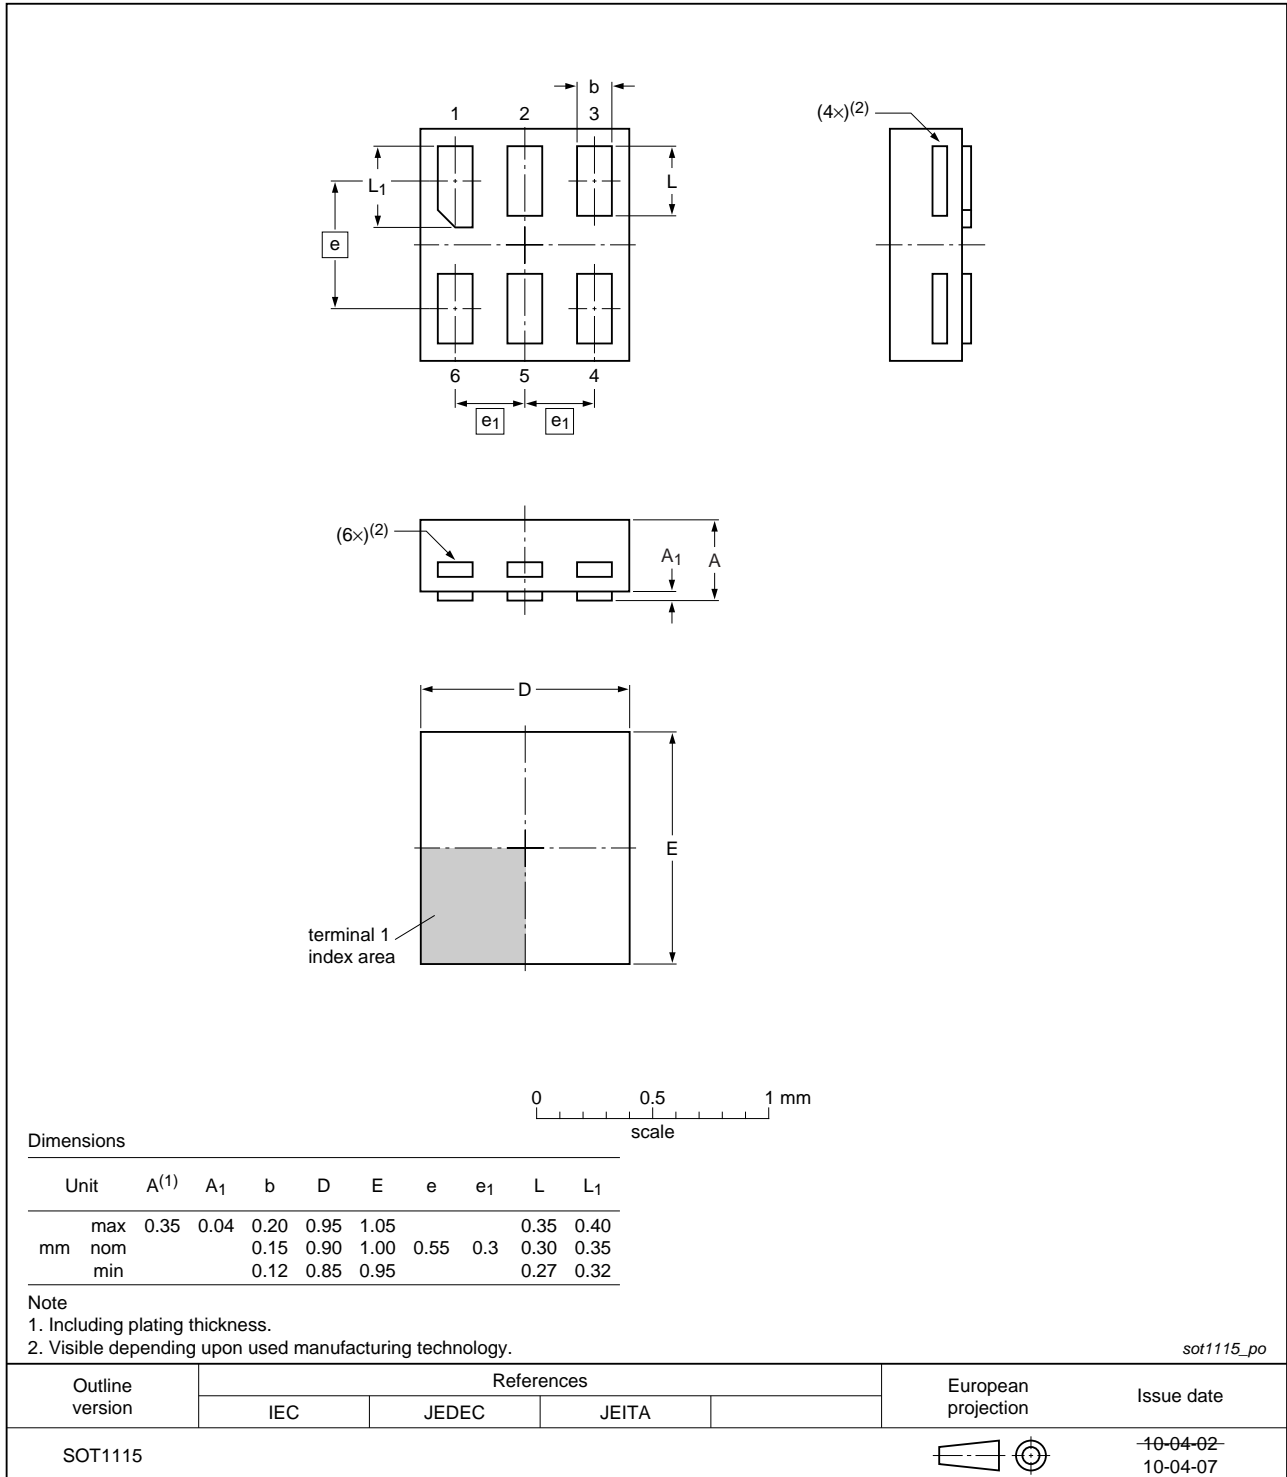 b
1 2 3
(4×)(2)
L1
L
e
6 5 4
e1 e1
(6×)(2)
A1 A
D
E
terminal 1
index area
0 0.5 1 mm
scale
Dimensions
Unit A(1) A1 b D E e e1 L L1
max 0.35 0.04 0.20 0.95 1.05 0.35 0.40
mm nom 0.15 0.90 1.00 0.55 0.3 0.30 0.35
min 0.12 0.85 0.95 0.27 0.32
Note
1. Including plating thickness.
2. Visible depending upon used manufacturing technology.
sot1115_po
Outline
version
References
IEC JEDEC JEITA
European
projection
Issue date
SOT1115
10-04-02
10-04-07